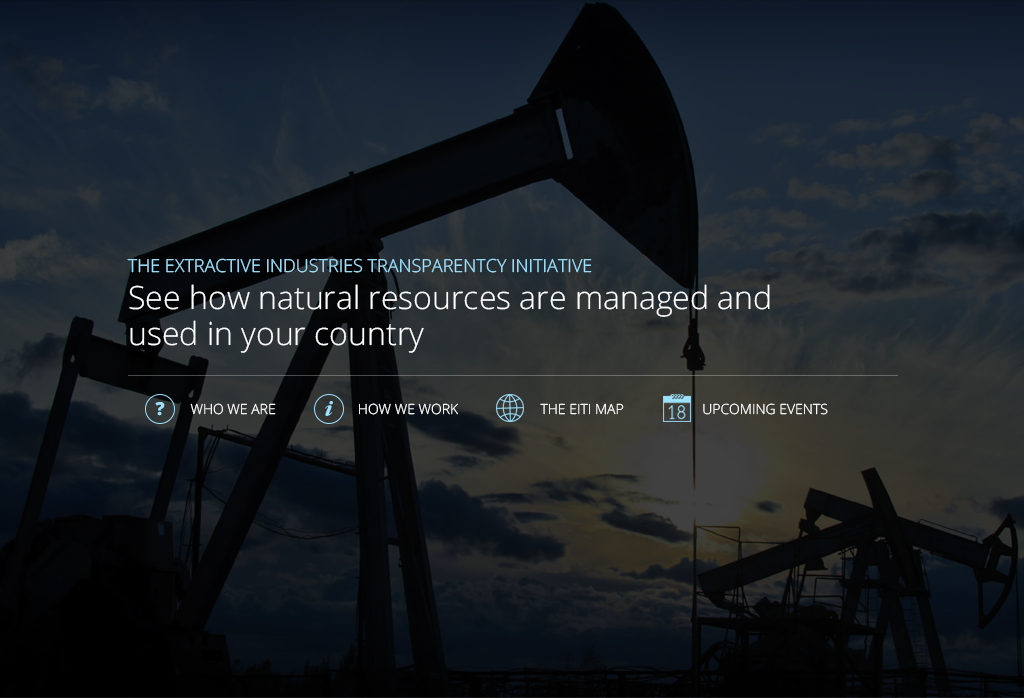 THE EXTRACTIVE INDUSTRIES TRANSPARENTCY INITIATIVE
See how natural resources are managed and
used in your country
? WHO WE ARE i HOW WE WORK THE EITI MAP 18 UPCOMING EVENTS